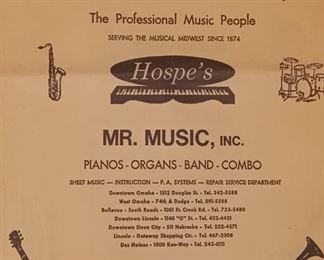 The Professional Music People
SERVING THE MUSICAL MIDWEST SINCE 1874
Hospe's
MR. MUSIC, INC.
PIANOS - ORGANS - BAND - COMBO
SHEET MUSIC — INSTRUCTION — P. A. SYSTEMS — REPAIR SERVICE DEPARTMENT
Downtown Omaha - 1512 Douglas St. - Tel. 342-5588
West Omaha - 74th & Dodge - Tel. 391-5588
Bellevue - South Roads - 1001 Ft. Crook Rd. - Tel. 733-5480
Downtown Lincoln - 1140 "O" St. - Tel. 432-4421
Downtown Sioux City - 511 Nebraska - Tel. 252-4571
Lincoln - Gateway Shopping Ctr. - Tel. 467-2308
Des Moines - 1000 Keo-Way - Tel. 243-0111